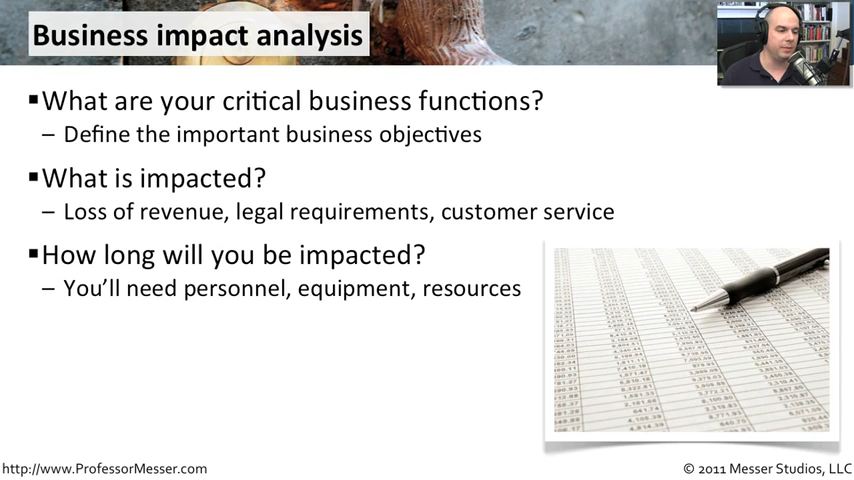 Business impact analysis
▪What are your critical business functions?
– Define the important business objectives
▪What is impacted?
– Loss of revenue, legal requirements, customer service
▪How long will you be impacted?
– You'll need personnel, equipment, resources
http://www.ProfessorMesser.com
© 2011 Messer Studios, LLC